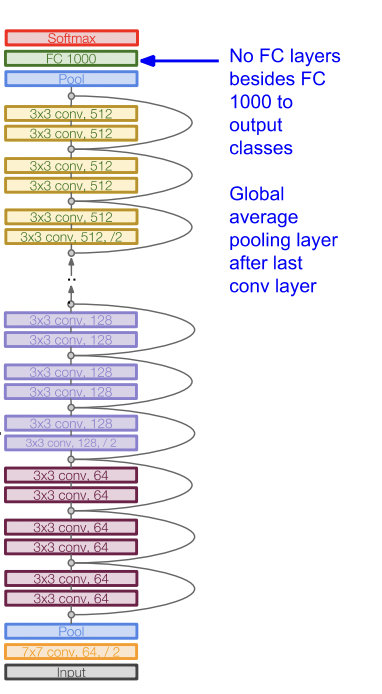 Softmax
FC 1000
Pool
3x3 conv, 512
3x3 conv, 512
3x3 conv, 512
3x3 conv, 512
3x3 conv, 512
3x3 conv, 512, /2
..
.
3x3 conv, 128
3x3 conv, 128
3x3 conv, 128
3x3 conv, 128
3x3 conv, 128
3x3 conv, 128, / 2
3x3 conv, 64
3x3 conv, 64
3x3 conv, 64
3x3 conv, 64
3x3 conv, 64
3x3 conv, 64
Pool
7x7 conv, 64, / 2
Input
No FC layers
besides FC
1000 to
output
classes
Global
average
pooling layer
after last
conv layer